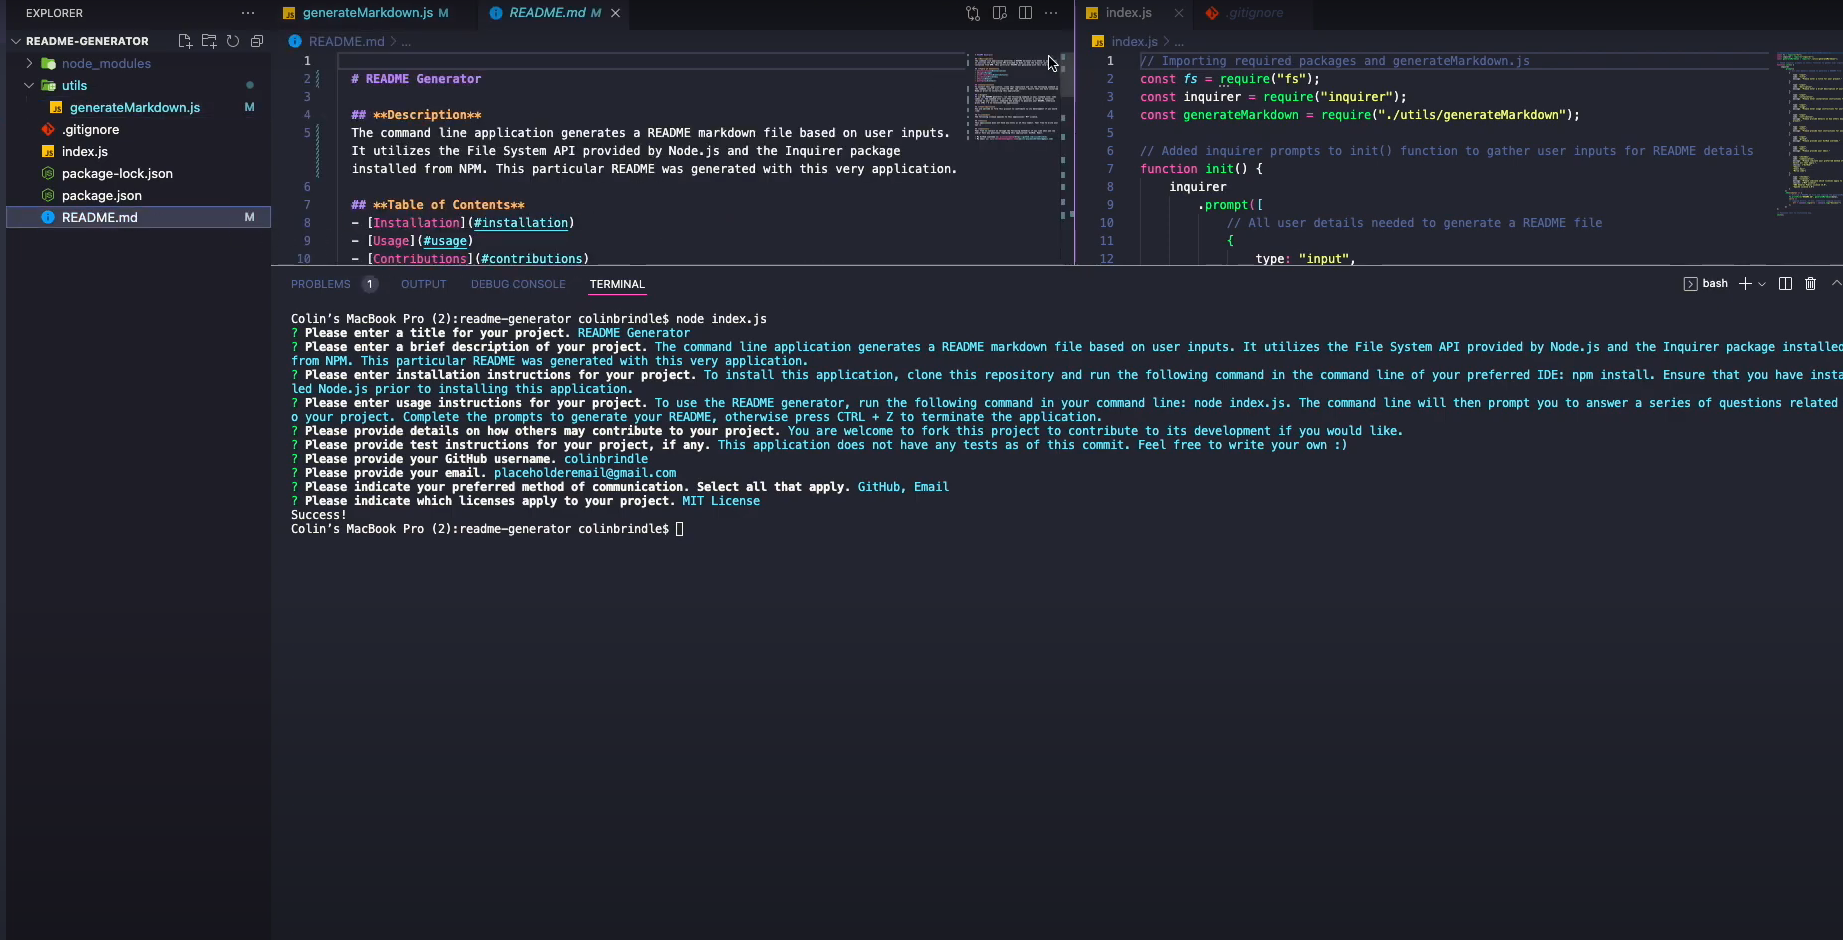 EXPLORER
README-GENERATOR
node_modules
utils
generateMarkdown.js M
.gitignore
index.js
package-lock.json
package.json
README.md M
generateMarkdown.js M
README.md M
README.md > ...
1
2 # README Generator
3
4 ## **Description**
5 The command line application generates a README markdown file based on user inputs.
It utilizes the File System API provided by Node.js and the Inquirer package
installed from NPM. This particular README was generated with this very application.
6
7 ## **Table of Contents**
8 - [Installation](#installation)
9 - [Usage](#usage)
10 - [Contributions](#contributions)
index.js
.gitignore
index.js > ...
1 // Importing required packages and generateMarkdown.js
2 const fs = require("fs");
3 const inquirer = require("inquirer");
4 const generateMarkdown = require("./utils/generateMarkdown");
5
6 // Added inquirer prompts to init() function to gather user inputs for README details
7 function init() {
8 inquirer
9 .prompt([
10 // All user details needed to generate a README file
11 {
12 type: "input",
PROBLEMS 1 OUTPUT DEBUG CONSOLE TERMINAL
bash
Colin's MacBook Pro (2):readme-generator colinbrindle$ node index.js
? Please enter a title for your project. README Generator
? Please enter a brief description of your project. The command line application generates a README markdown file based on user inputs. It utilizes the File System API provided by Node.js and the Inquirer package installed
from NPM. This particular README was generated with this very application.
? Please enter installation instructions for your project. To install this application, clone this repository and run the following command in the command line of your preferred IDE: npm install. Ensure that you have insta
led Node.js prior to installing this application.
? Please enter usage instructions for your project. To use the README generator, run the following command in your command line: node index.js. The command line will then prompt you to answer a series of questions related
o your project. Complete the prompts to generate your README, otherwise press CTRL + Z to terminate the application.
? Please provide details on how others may contribute to your project. You are welcome to fork this project to contribute to its development if you would like.
? Please provide test instructions for your project, if any. This application does not have any tests as of this commit. Feel free to write your own :)
? Please provide your GitHub username. colinbrindle
? Please provide your email. placeholderemail@gmail.com
? Please indicate your preferred method of communication. Select all that apply. GitHub, Email
? Please indicate which licenses apply to your project. MIT License
Success!
Colin's MacBook Pro (2):readme-generator colinbrindle$